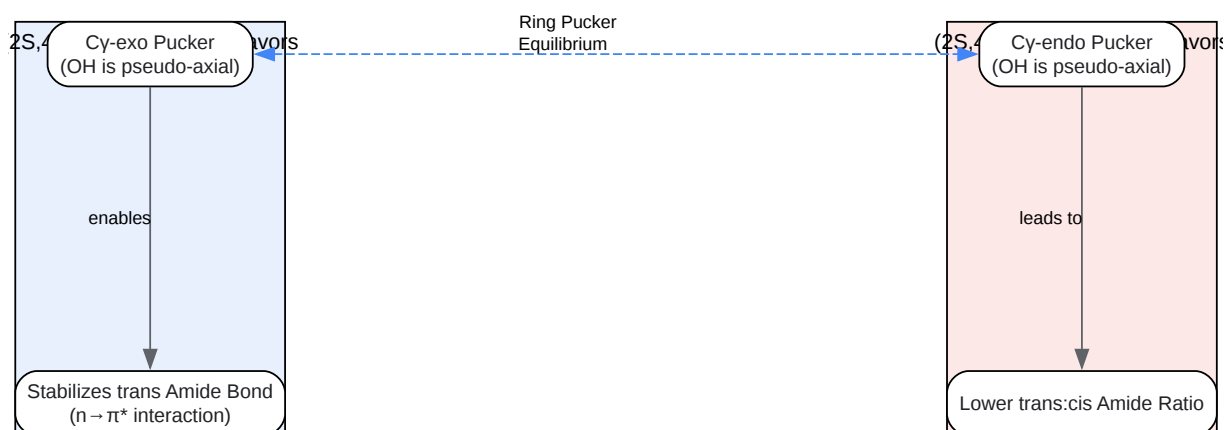 Ring Pucker
Equilibrium
Cγ-exo Pucker
(OH is pseudo-axial)
Cγ-endo Pucker
(OH is pseudo-axial)
enables
leads to
Stabilizes trans Amide Bond
(n→π* interaction)
Lower trans:cis Amide Ratio